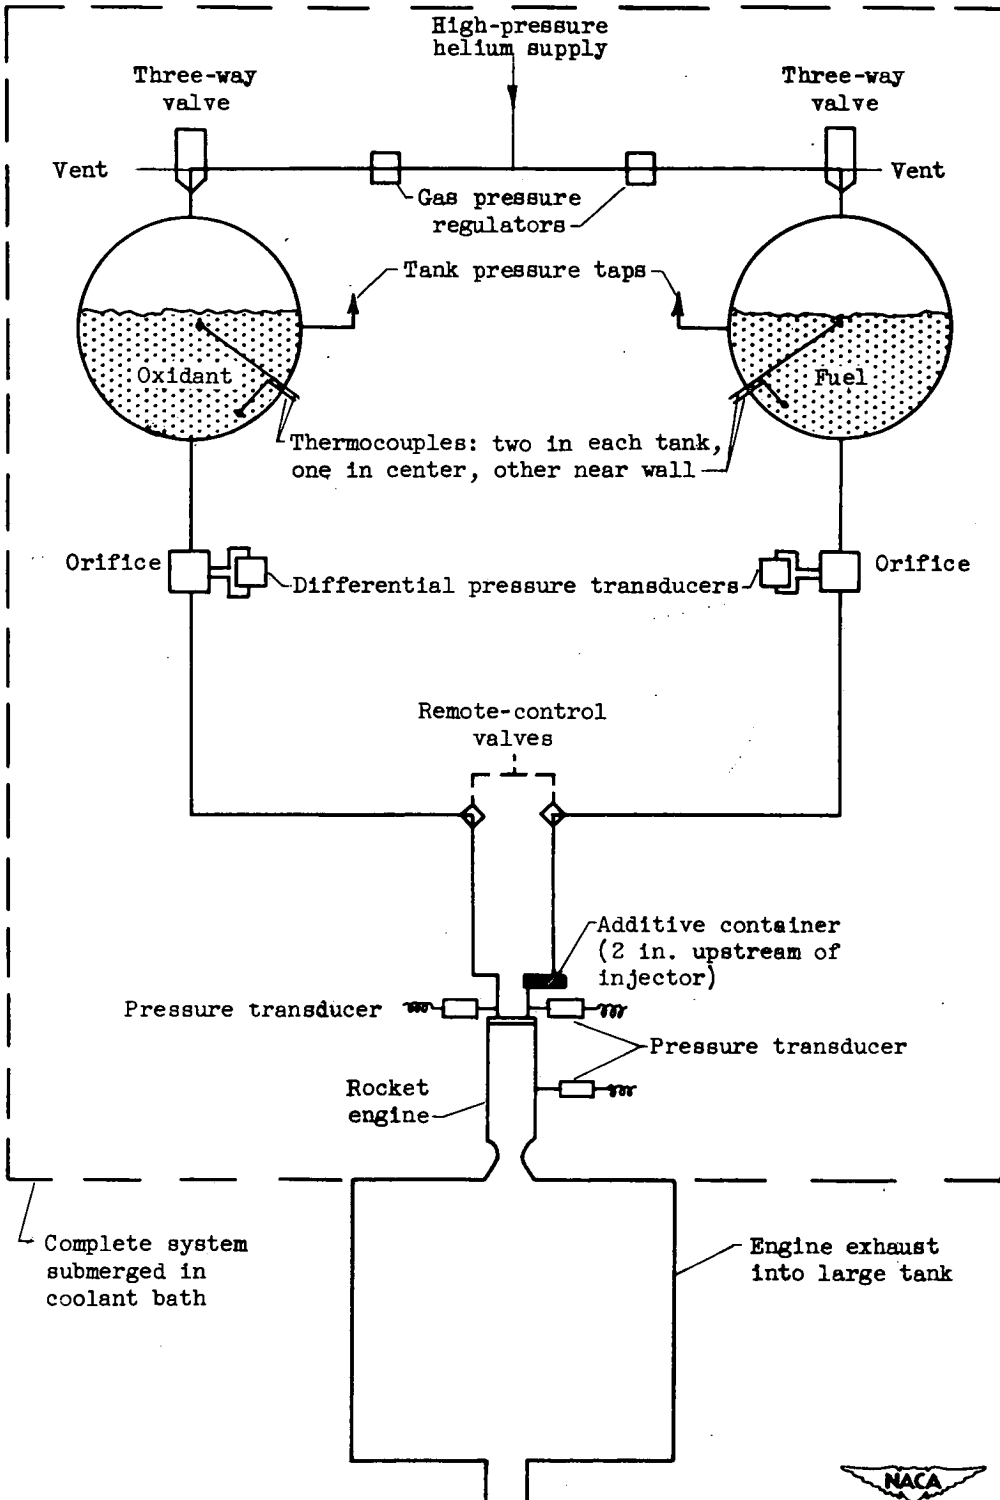 High-pressure
helium supply
Three-way
valve
Three-way
valve
Vent
Vent
Gas pressure
regulators
Tank pressure taps
Oxidant
Fuel
Thermocouples: two in each tank,
one in center, other near wall
Orifice
Orifice
Differential pressure transducers
Remote-control
valves
Additive container
(2 in. upstream of
injector)
Pressure transducer
Pressure transducer
Rocket
engine
Complete system
submerged in
coolant bath
Engine exhaust
into large tank
NACA